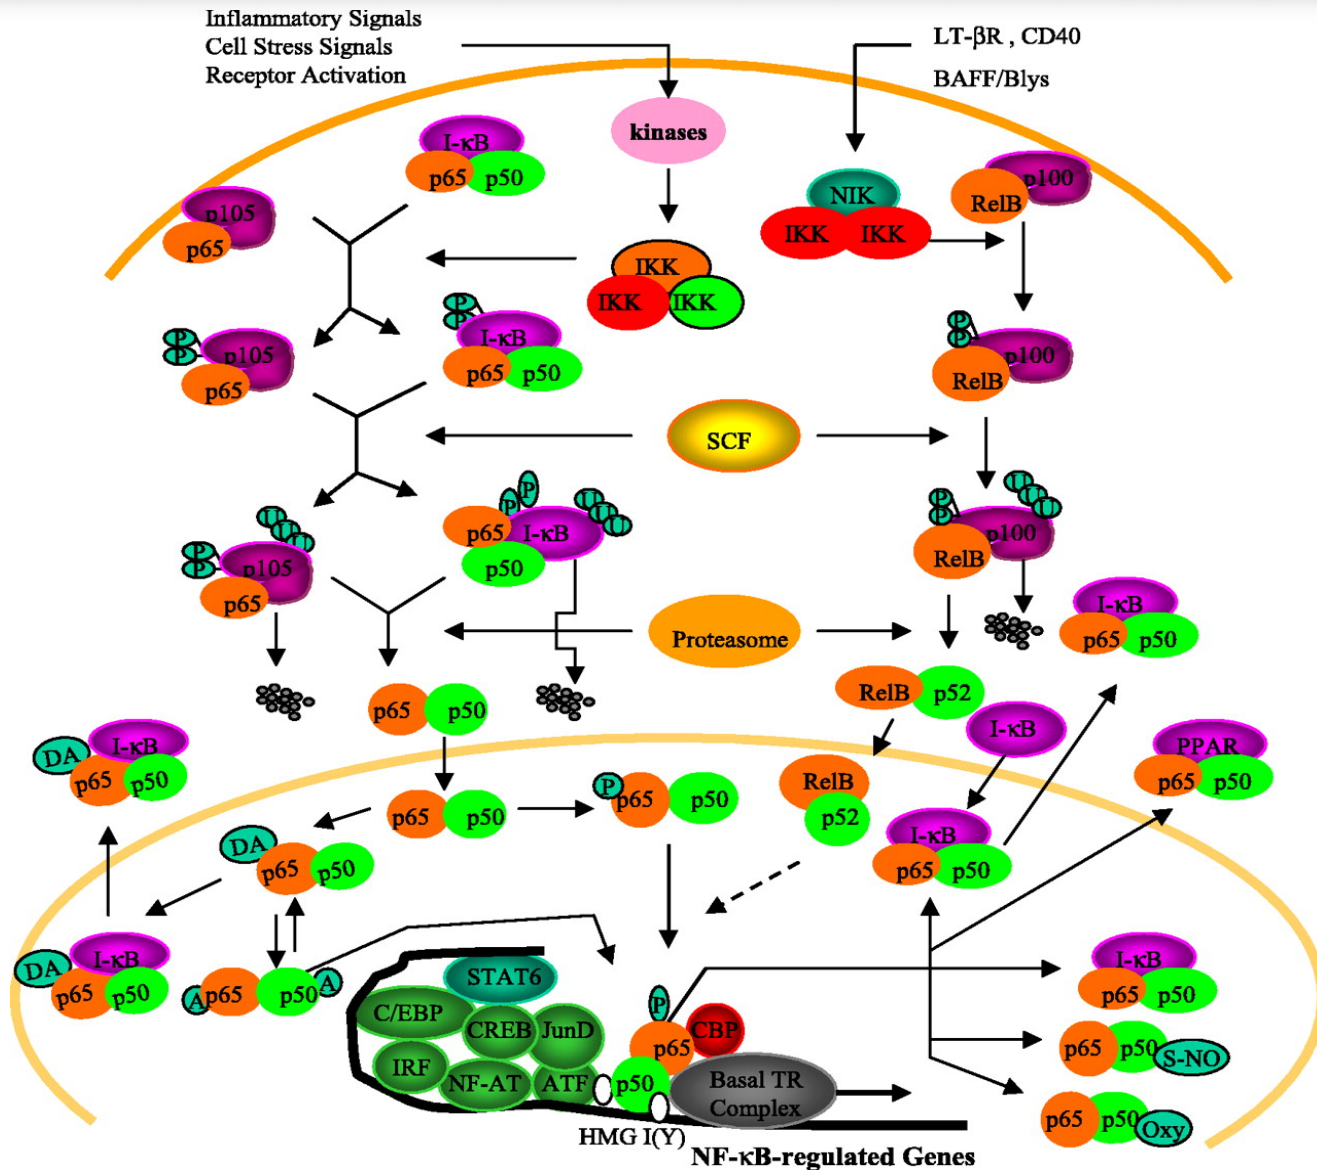 Inflammatory Signals
Cell Stress Signals
Receptor Activation
LT-βR , CD40
BAFF/Blys
kinases
I-κB
p65
p50
p105
p65
NIK
IKK
IKK
p100
RelB
IKK
IKK
IKK
P
P
p105
p65
P
P
I-κB
p65
p50
P
P
p100
RelB
SCF
U
U
U
P
P
p105
p65
P
P
U
U
U
p65
I-κB
p50
P
P
U
U
U
p100
RelB
Proteasome
I-κB
p65
p50
p65
p50
RelB
p52
I-κB
DA
I-κB
p65
p50
PPAR
p65
p50
p65
p50
P
p65
p50
RelB
p52
I-κB
p65
p50
DA
p65
p50
DA
I-κB
p65
p50
A
p65
p50
A
STAT6
C/EBP
CREB
JunD
IRF
NF-AT
ATF
P
p65
CBP
p50
Basal TR
Complex
I-κB
p65
p50
p65
p50
S-NO
p65
p50
Oxy
HMG I(Y)
NF-κB-regulated Genes